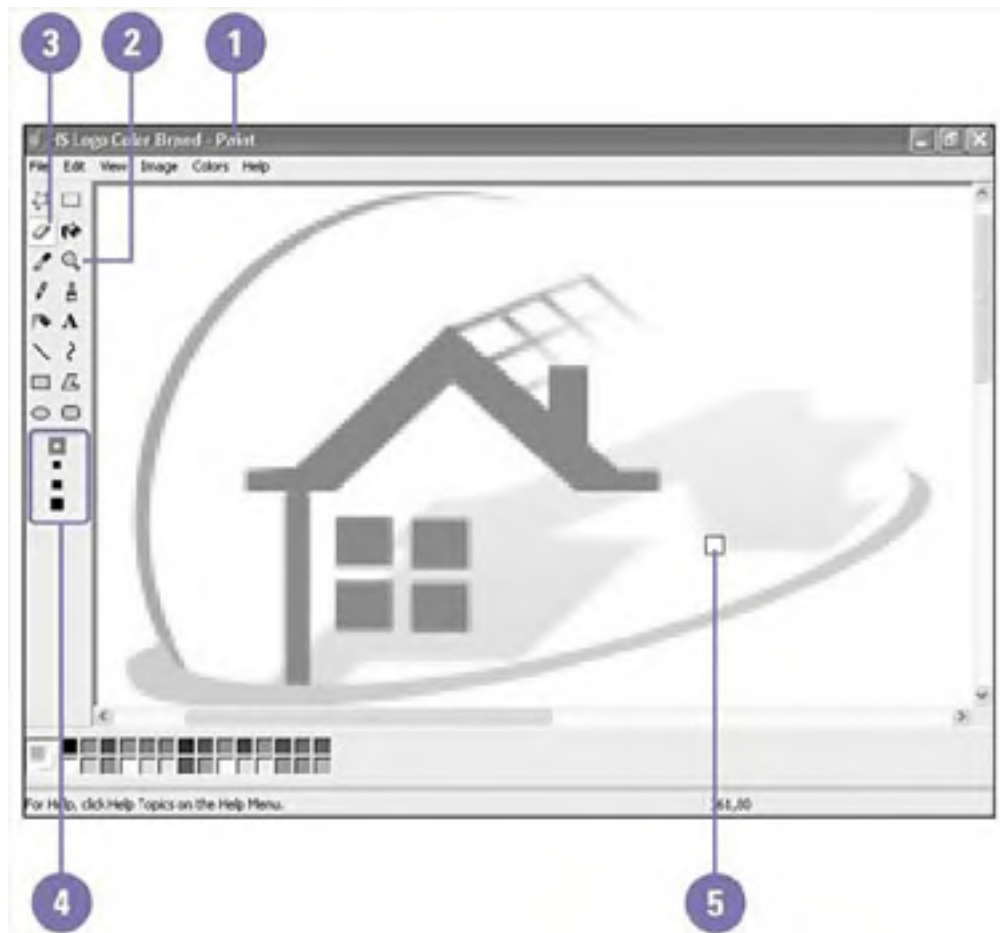 3 2 1
HS Logo Color Brand - Paint
File Edit View Image Colors Help
A
For Help, click Help Topics on the Help Menu.
4 5